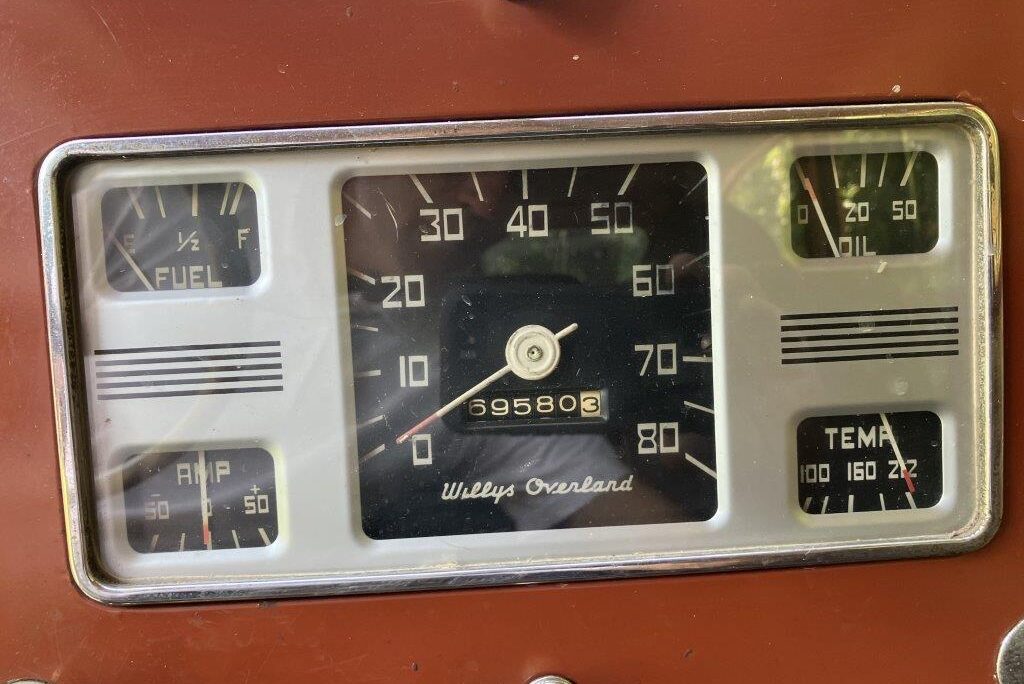 E 1/2 F
FUEL
AMP
- 50 0 50 +
30 40 50
20 60
10 70
0 80
695803
Willys Overland
0 20 50
OIL
TEMP
100 160 212